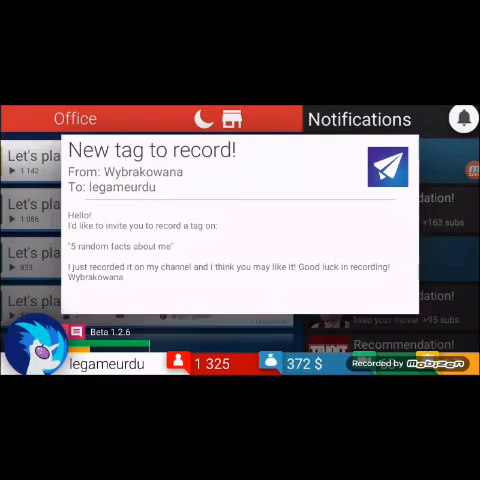 Office
Notifications
New tag to record!
From: Wybrakowana
To: legameurdu
Hello!
I'd like to invite you to record a tag on:
"5 random facts about me"
I just recorded it on my channel and i think you may like it! Good luck in recording!
Wybrakowana
Let's pla
1 142
Let's pla
1 086
Let's pla
833
Let's pla
dation!
+163 subs
dation!
liked your movie. +95 subs
Recommendation!
Beta 1.2.6
legameurdu
1 325
372 $
Recorded by mobizen